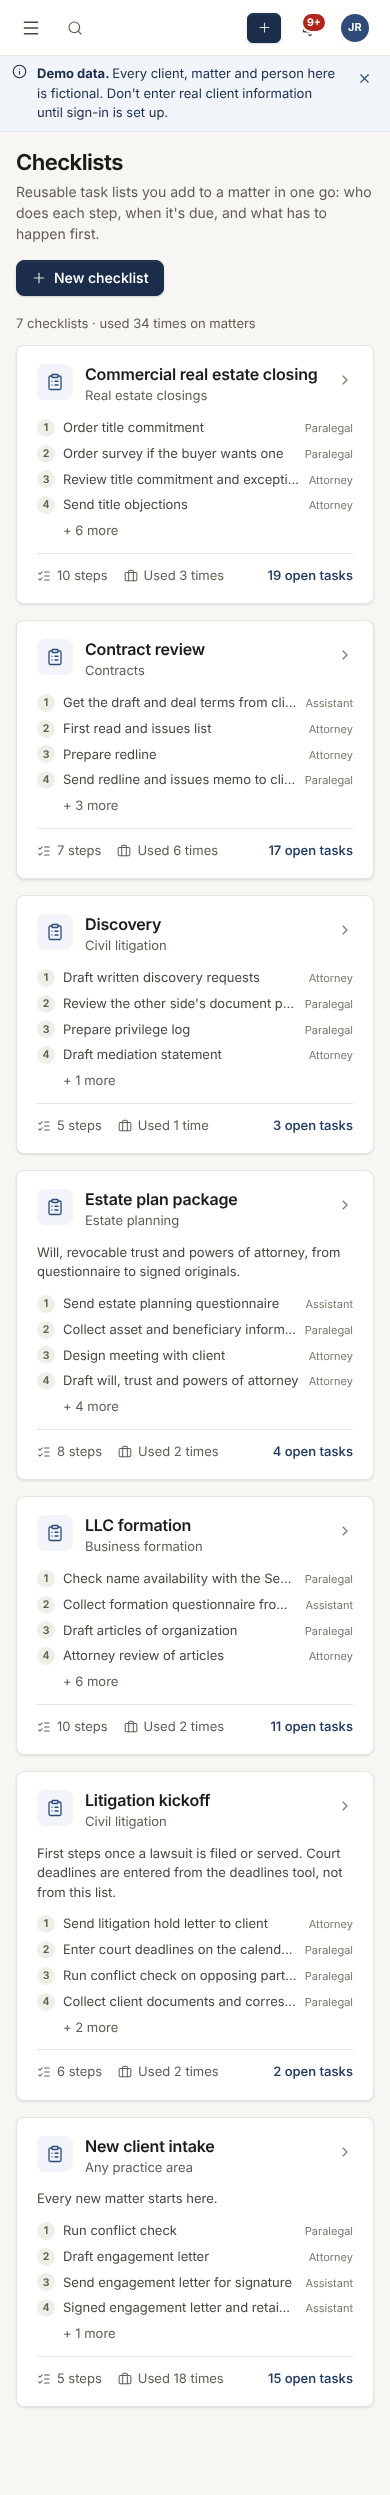 9+
JR
Demo data. Every client, matter and person here
is fictional. Don't enter real client information
until sign-in is set up.
Checklists
Reusable task lists you add to a matter in one go: who
does each step, when it's due, and what has to
happen first.
New checklist
7 checklists · used 34 times on matters
Commercial real estate closing
Real estate closings
1 Order title commitment Paralegal
2 Order survey if the buyer wants one Paralegal
3 Review title commitment and excepti... Attorney
4 Send title objections Attorney
+ 6 more
10 steps Used 3 times 19 open tasks
Contract review
Contracts
1 Get the draft and deal terms from cli... Assistant
2 First read and issues list Attorney
3 Prepare redline Attorney
4 Send redline and issues memo to cli... Paralegal
+ 3 more
7 steps Used 6 times 17 open tasks
Discovery
Civil litigation
1 Draft written discovery requests Attorney
2 Review the other side's document p... Paralegal
3 Prepare privilege log Paralegal
4 Draft mediation statement Attorney
+ 1 more
5 steps Used 1 time 3 open tasks
Estate plan package
Estate planning
Will, revocable trust and powers of attorney, from
questionnaire to signed originals.
1 Send estate planning questionnaire Assistant
2 Collect asset and beneficiary inform... Paralegal
3 Design meeting with client Attorney
4 Draft will, trust and powers of attorney Attorney
+ 4 more
8 steps Used 2 times 4 open tasks
LLC formation
Business formation
1 Check name availability with the Se... Paralegal
2 Collect formation questionnaire fro... Assistant
3 Draft articles of organization Paralegal
4 Attorney review of articles Attorney
+ 6 more
10 steps Used 2 times 11 open tasks
Litigation kickoff
Civil litigation
First steps once a lawsuit is filed or served. Court
deadlines are entered from the deadlines tool, not
from this list.
1 Send litigation hold letter to client Attorney
2 Enter court deadlines on the calend... Paralegal
3 Run conflict check on opposing part... Paralegal
4 Collect client documents and corres... Paralegal
+ 2 more
6 steps Used 2 times 2 open tasks
New client intake
Any practice area
Every new matter starts here.
1 Run conflict check Paralegal
2 Draft engagement letter Attorney
3 Send engagement letter for signature Assistant
4 Signed engagement letter and retai... Assistant
+ 1 more
5 steps Used 18 times 15 open tasks